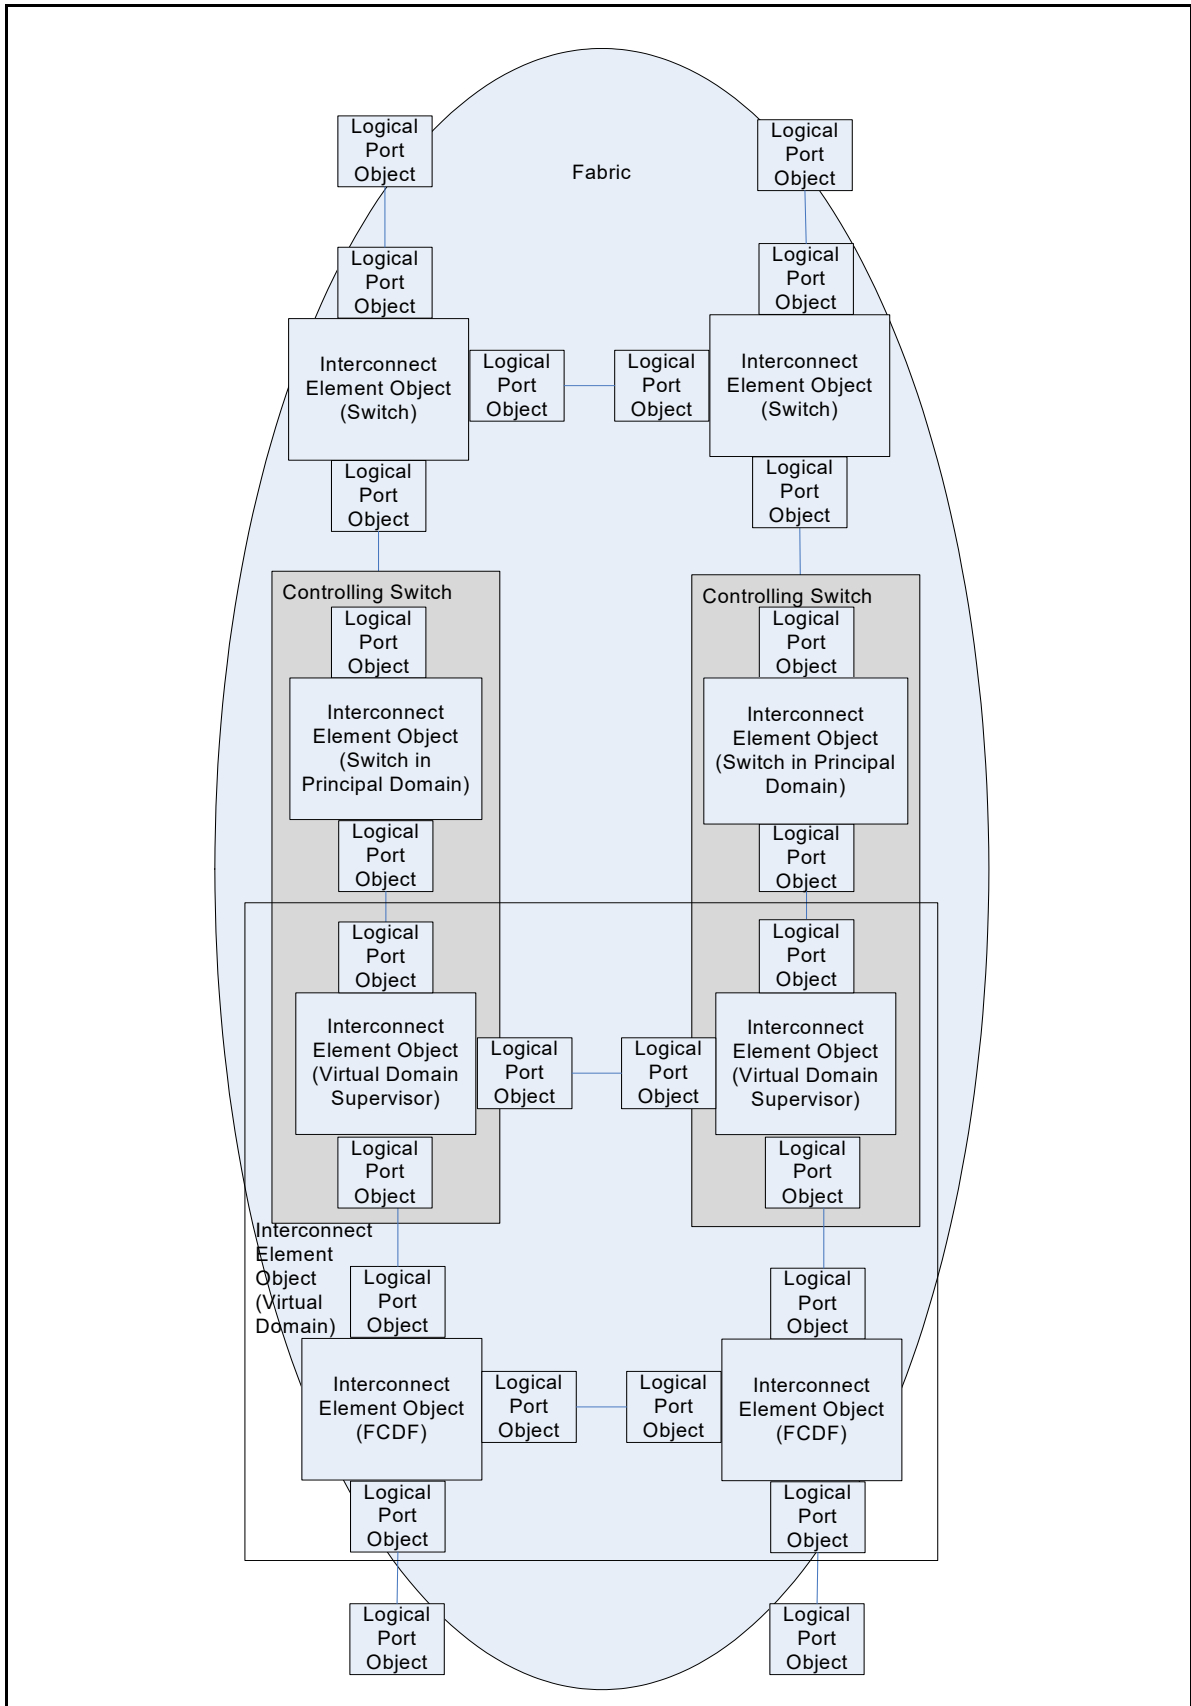 Logical
Port
Object
Logical
Port
Object
Fabric
Logical
Port
Object
Logical
Port
Object
Interconnect
Element Object
(Switch)
Logical
Port
Object
Logical
Port
Object
Interconnect
Element Object
(Switch)
Logical
Port
Object
Logical
Port
Object
Controlling Switch
Controlling Switch
Logical
Port
Object
Logical
Port
Object
Interconnect
Element Object
(Switch in
Principal Domain)
Interconnect
Element Object
(Switch in Principal
Domain)
Logical
Port
Object
Logical
Port
Object
Logical
Port
Object
Logical
Port
Object
Interconnect
Element Object
(Virtual Domain
Supervisor)
Logical
Port
Object
Logical
Port
Object
Interconnect
Element Object
(Virtual Domain
Supervisor)
Logical
Port
Object
Logical
Port
Object
Interconnect
Element
Object
(Virtual
Domain)
Logical
Port
Object
Logical
Port
Object
Interconnect
Element Object
(FCDF)
Logical
Port
Object
Logical
Port
Object
Interconnect
Element Object
(FCDF)
Logical
Port
Object
Logical
Port
Object
Logical
Port
Object
Logical
Port
Object